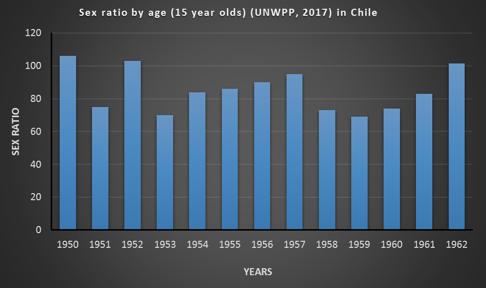 Sex ratio by age (15 year olds) (UNWPP, 2017) in Chile
120
100
80
60
40
20
0
SEX RATIO
1950 1951 1952 1953 1954 1955 1956 1957 1958 1959 1960 1961 1962
YEARS